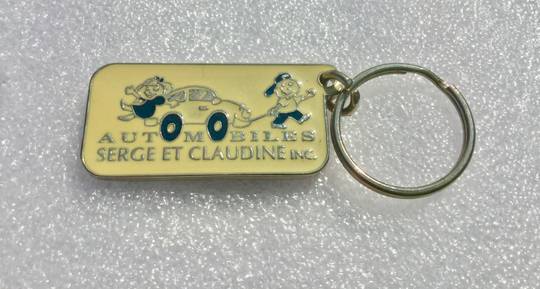 AUTOMOBILES
SERGE ET CLAUDINE INC.